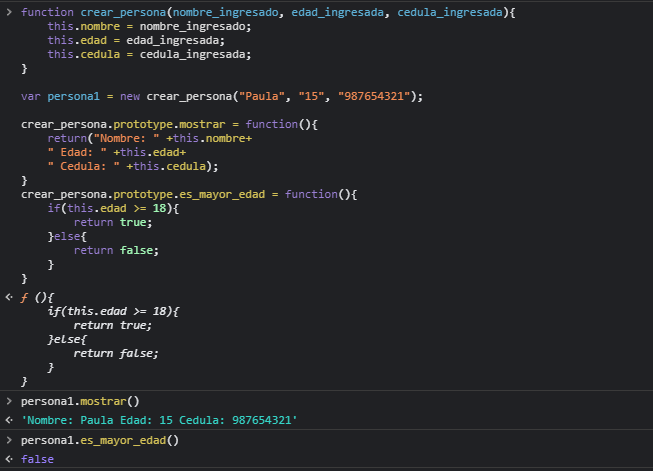 > function crear_persona(nombre_ingresado, edad_ingresada, cedula_ingresada){
this.nombre = nombre_ingresado;
this.edad = edad_ingresada;
this.cedula = cedula_ingresada;
}
var persona1 = new crear_persona("Paula", "15", "987654321");
crear_persona.prototype.mostrar = function(){
return("Nombre: " +this.nombre+
" Edad: " +this.edad+
" Cedula: " +this.cedula);
}
crear_persona.prototype.es_mayor_edad = function(){
if(this.edad >= 18){
return true;
}else{
return false;
}
}
ƒ (){
if(this.edad >= 18){
return true;
}else{
return false;
}
}
> persona1.mostrar()
'Nombre: Paula Edad: 15 Cedula: 987654321'
> persona1.es_mayor_edad()
false